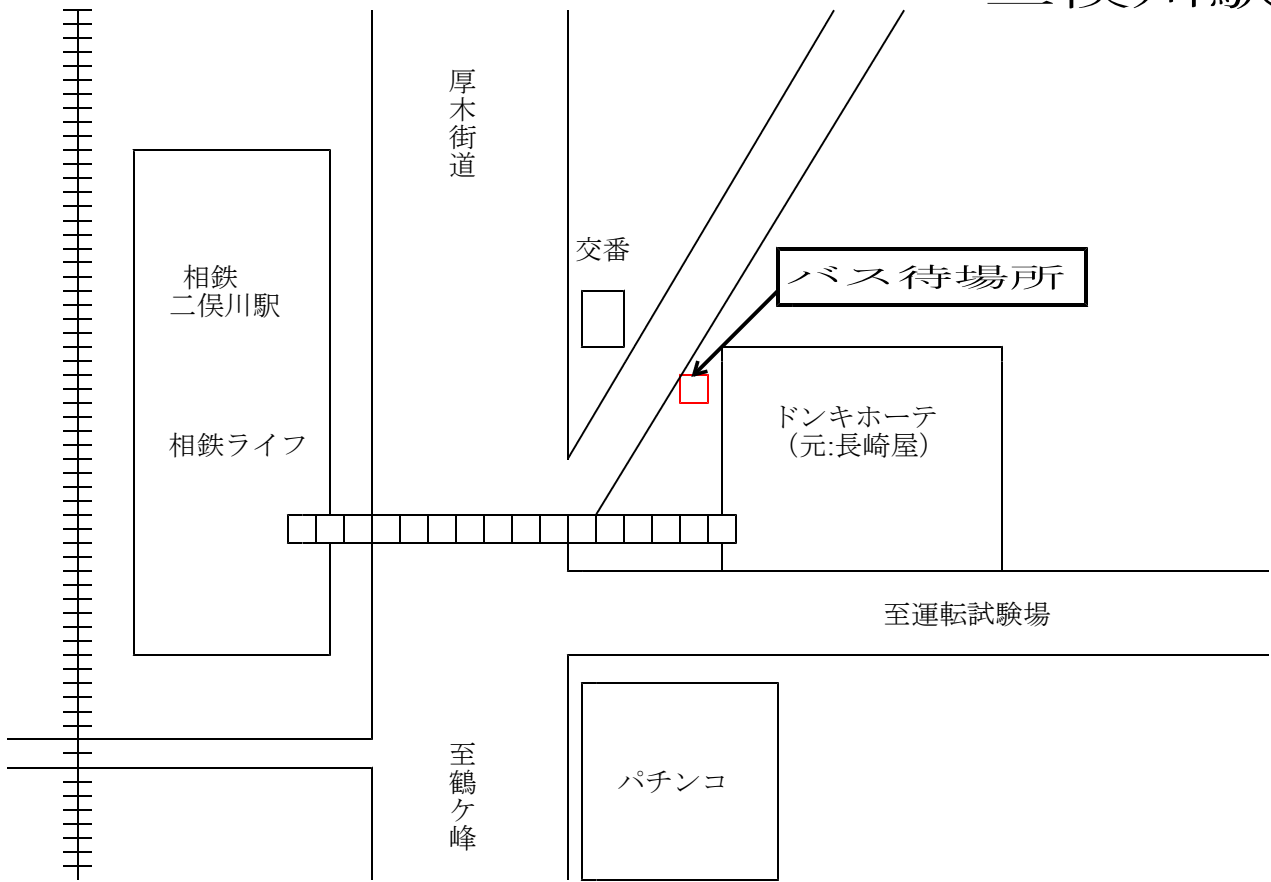 厚木街道
交番
バス待場所
相鉄
二俣川駅
ドンキホーテ
（元:長崎屋）
相鉄ライフ
至運転試験場
至鶴ケ峰
パチンコ